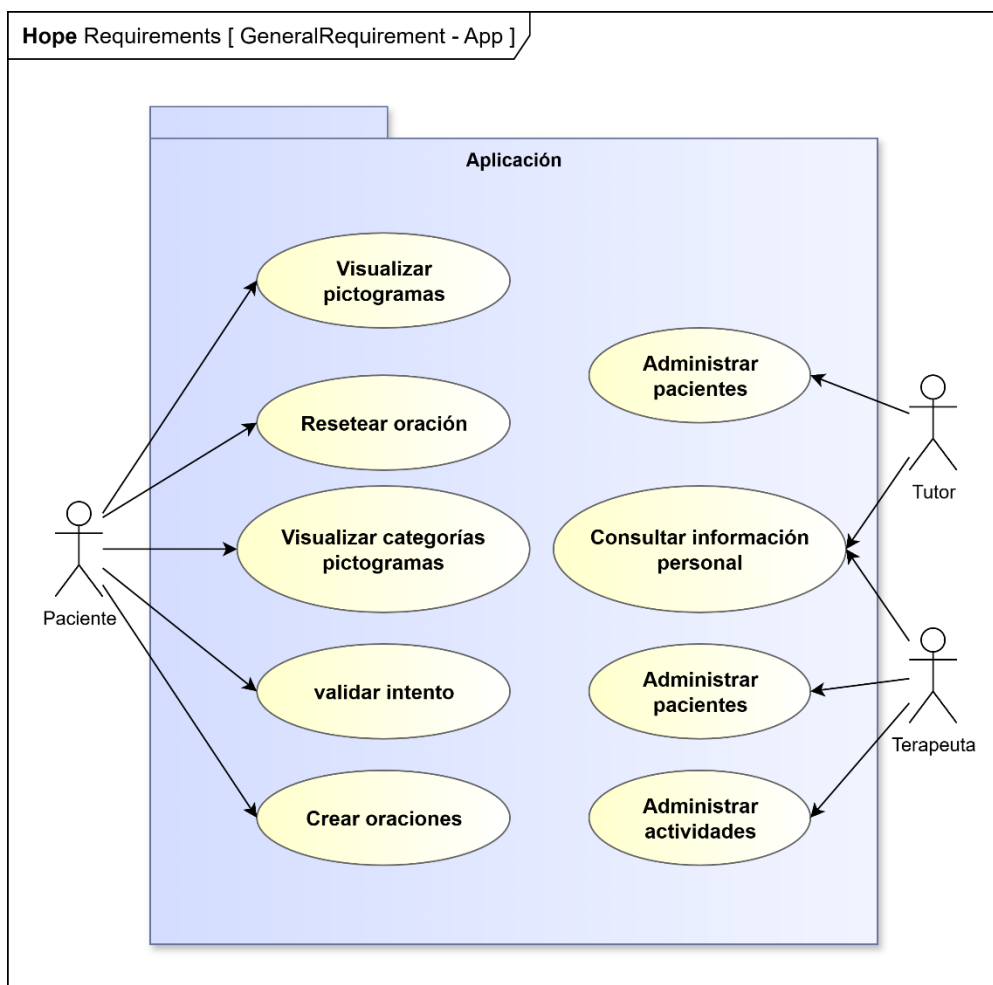 Hope Requirements [ GeneralRequirement - App ]
Aplicación
Visualizar
pictogramas
Resetear oración
Visualizar categorías
pictogramas
validar intento
Crear oraciones
Paciente
Administrar
pacientes
Consultar información
personal
Administrar
pacientes
Administrar
actividades
Tutor
Terapeuta